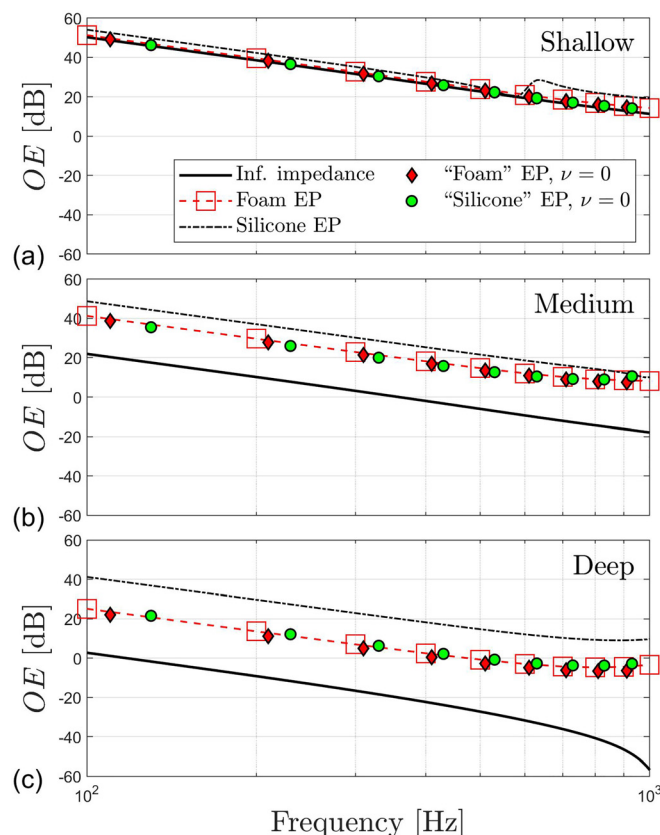 60
40
20
0
-20
-40
-60
OE [dB]
Shallow
Inf. impedance
Foam EP
Silicone EP
"Foam" EP, ν = 0
"Silicone" EP, ν = 0
(a)
60
40
20
0
-20
-40
-60
OE [dB]
Medium
(b)
60
40
20
0
-20
-40
-60
OE [dB]
Deep
(c)
10²
10³
Frequency [Hz]